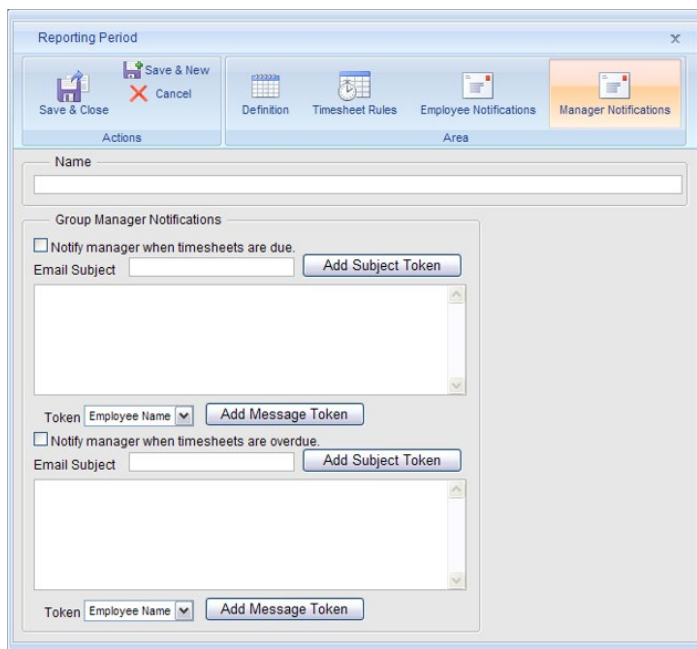 Reporting Period
Save & New
Cancel
Save & Close
Actions
Definition
Timesheet Rules
Employee Notifications
Manager Notifications
Area
Name
Group Manager Notifications
Notify manager when timesheets are due.
Email Subject
Add Subject Token
Token
Employee Name
Add Message Token
Notify manager when timesheets are overdue.
Email Subject
Add Subject Token
Token
Employee Name
Add Message Token